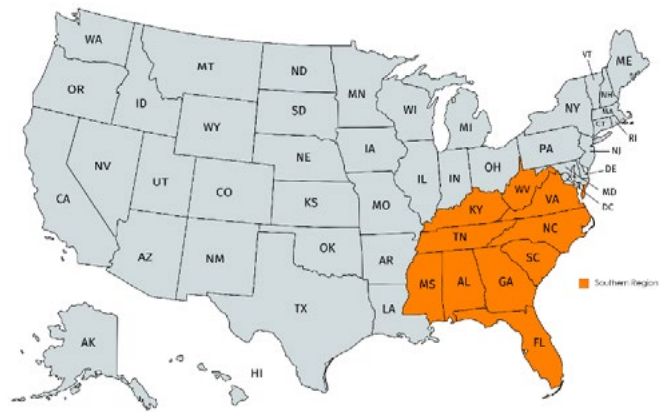 WA
MT
ND
MN
VT
ME
OR
ID
SD
WI
NH
NY
MA
WY
MI
CT
RI
IA
PA
NJ
NE
OH
NV
IL
IN
DE
UT
CO
WV
MD
CA
KS
MO
KY
VA
DC
NC
TN
OK
AZ
NM
AR
SC
MS
AL
GA
Southern Region
TX
LA
AK
FL
HI